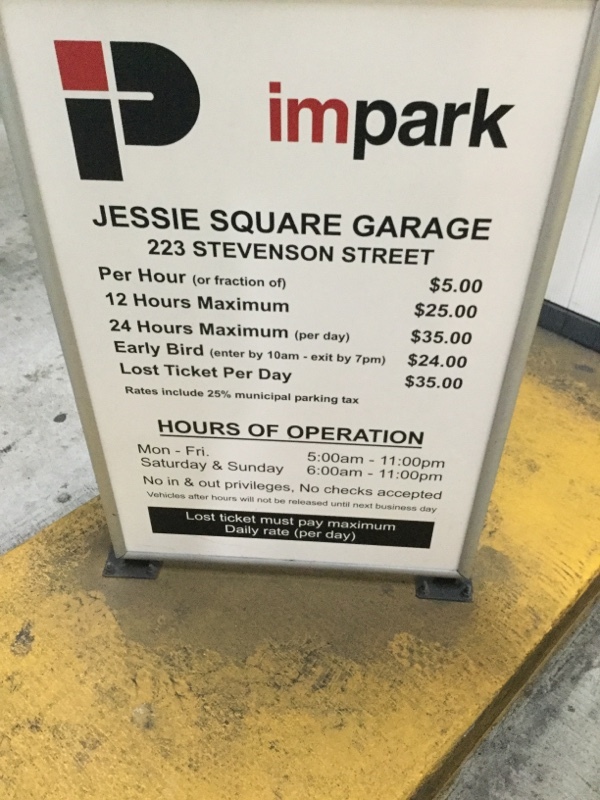 iP impark
JESSIE SQUARE GARAGE
223 STEVENSON STREET
Per Hour (or fraction of) $5.00
12 Hours Maximum $25.00
24 Hours Maximum (per day) $35.00
Early Bird (enter by 10am - exit by 7pm) $24.00
Lost Ticket Per Day $35.00
Rates include 25% municipal parking tax
HOURS OF OPERATION
Mon - Fri. 5:00am - 11:00pm
Saturday & Sunday 6:00am - 11:00pm
No in & out privileges, No checks accepted
Vehicles after hours will not be released until next business day
Lost ticket must pay maximum
Daily rate (per day)